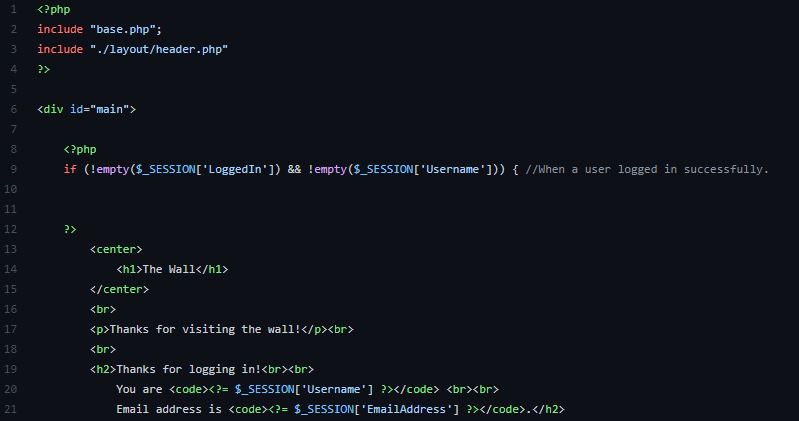 1 <?php
2 include "base.php";
3 include "./layout/header.php"
4 ?>
5
6 <div id="main">
7
8     <?php
9     if (!empty($_SESSION['LoggedIn']) && !empty($_SESSION['Username'])) { //When a user logged in successfully.
10
11
12     ?>
13         <center>
14             <h1>The Wall</h1>
15         </center>
16         <br>
17         <p>Thanks for visiting the wall!</p><br>
18         <br>
19         <h2>Thanks for logging in!<br><br>
20             You are <code><?= $_SESSION['Username'] ?></code> <br><br>
21             Email address is <code><?= $_SESSION['EmailAddress'] ?></code>.</h2>